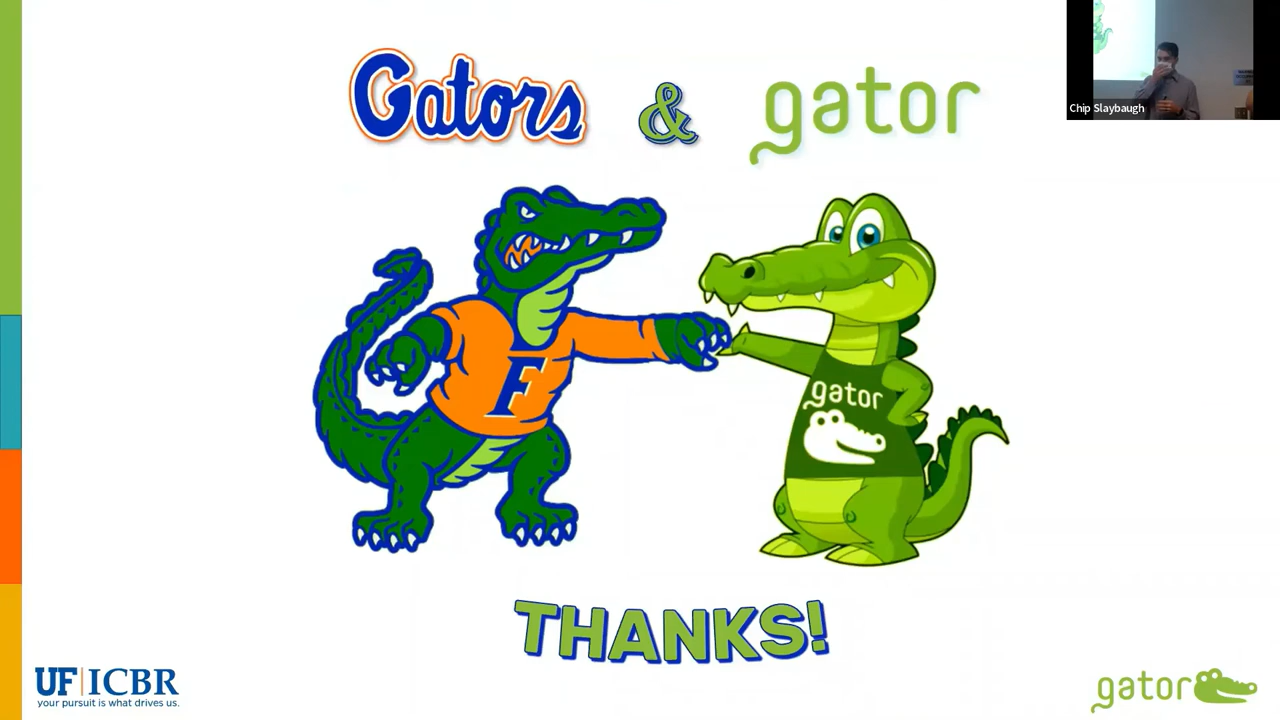 Gators & gator
Chip Slaybaugh
F
gator
THANKS!
UF|ICBR
your pursuit is what drives us.
gator